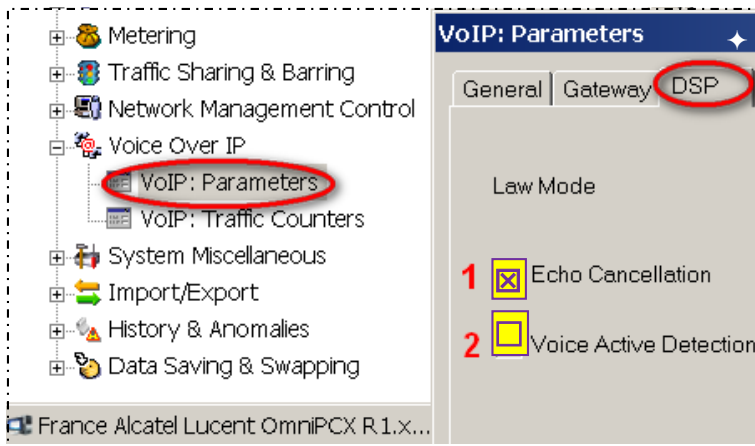 Metering
Traffic Sharing & Barring
Network Management Control
Voice Over IP
VoIP: Parameters
VoIP: Traffic Counters
System Miscellaneous
Import/Export
History & Anomalies
Data Saving & Swapping
France Alcatel Lucent OmniPCX R1.x...
VoIP: Parameters
General Gateway DSP
Law Mode
1 Echo Cancellation
2 Voice Active Detection